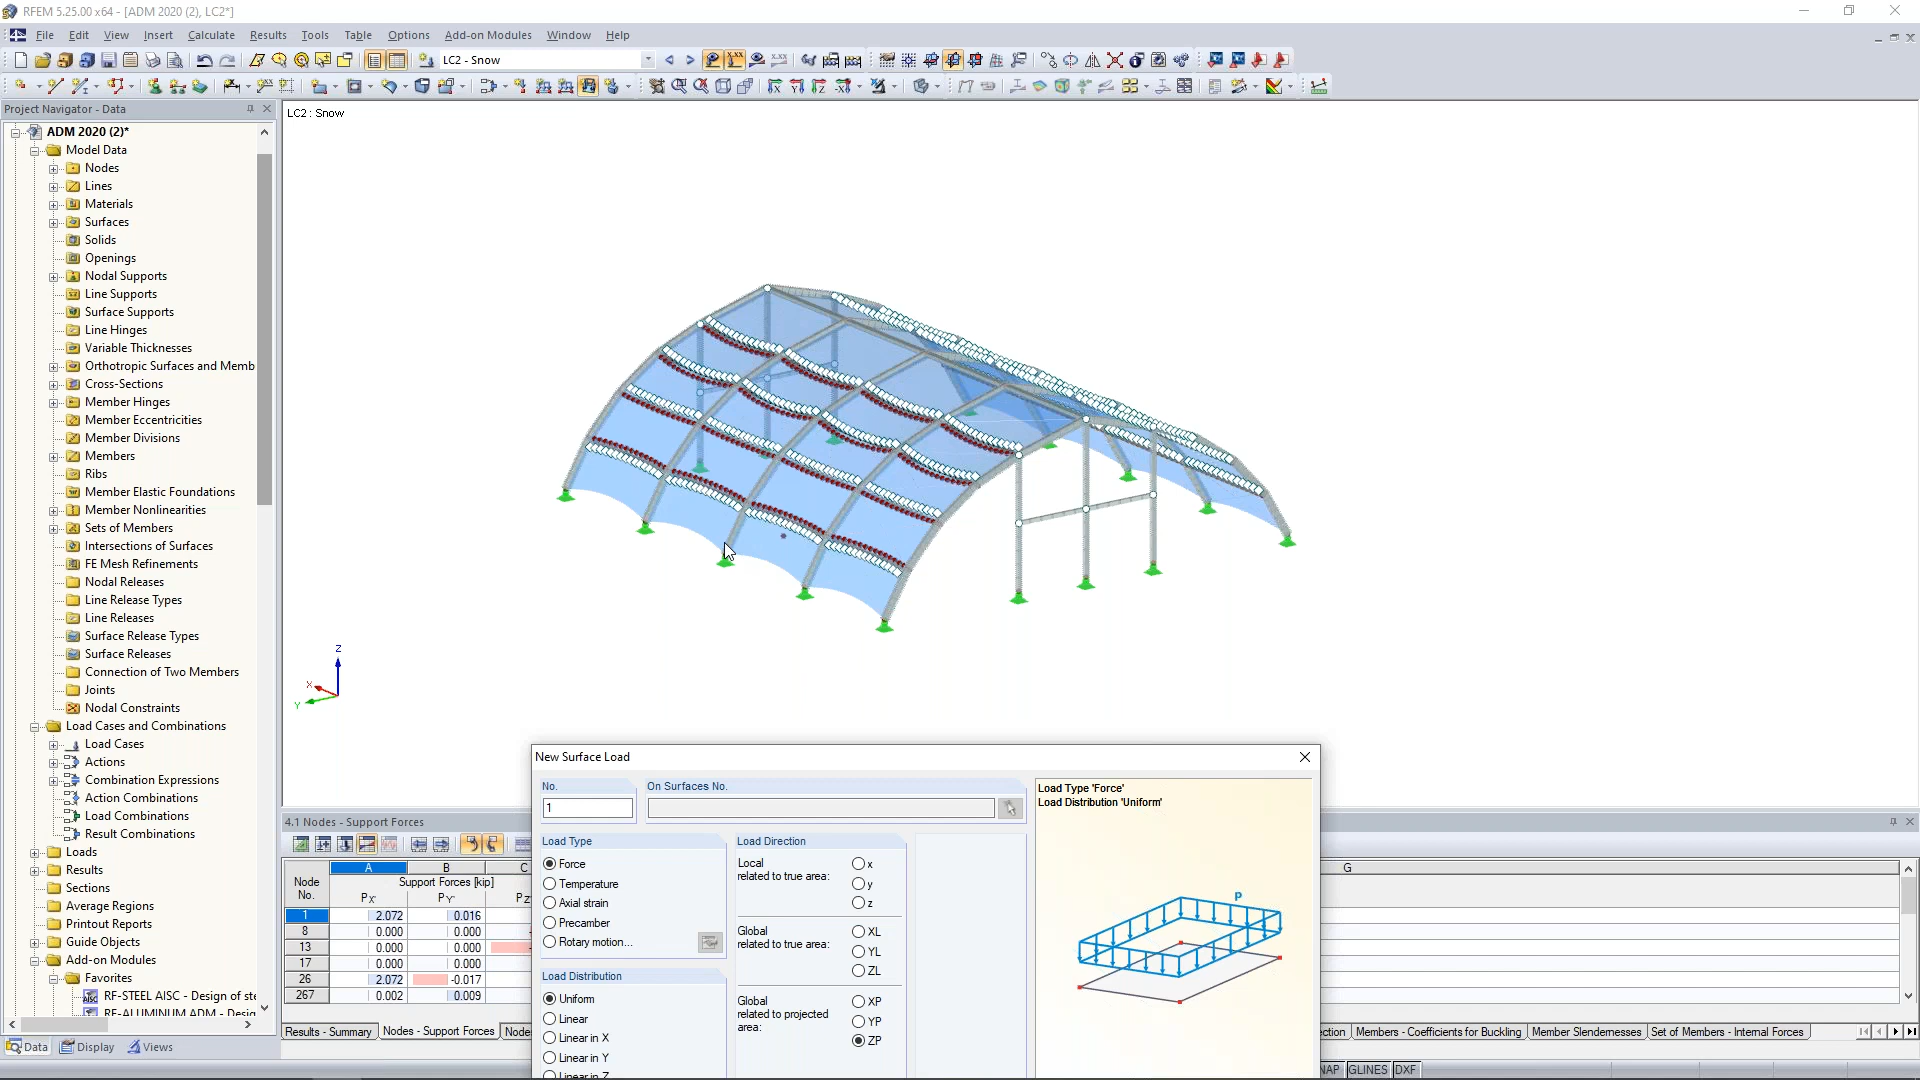 RFEM 5.25.00 x64 - [ADM 2020 (2), LC2*]
File Edit View Insert Calculate Results Tools Table Options Add-on Modules Window Help
LC2 - Snow
Project Navigator - Data
LC2 : Snow
ADM 2020 (2)*
Model Data
Nodes
Lines
Materials
Surfaces
Solids
Openings
Nodal Supports
Line Supports
Surface Supports
Line Hinges
Variable Thicknesses
Orthotropic Surfaces and Memb
Cross-Sections
Member Hinges
Member Eccentricities
Member Divisions
Members
Ribs
Member Elastic Foundations
Member Nonlinearities
Sets of Members
Intersections of Surfaces
FE Mesh Refinements
Nodal Releases
Line Release Types
Line Releases
Surface Release Types
Surface Releases
Connection of Two Members
Joints
Nodal Constraints
Load Cases and Combinations
Load Cases
Actions
Combination Expressions
Action Combinations
Load Combinations
Result Combinations
Loads
Results
Sections
Average Regions
Printout Reports
Guide Objects
Add-on Modules
Favorites
RF-STEEL AISC - Design of ste
RF-ALUMINUM ADM - Desig
Data Display Views
Z
X
Y
4.1 Nodes - Support Forces
A B C G
Node No.
Support Forces [kip]
PX' PY' PZ'
1 2.072 0.016
8 0.000 0.000
13 0.000 0.000
17 0.000 0.000
26 2.072 -0.017
267 0.002 0.009
Results - Summary Nodes - Support Forces Node
ection Members - Coefficients for Buckling Member Slendernesses Set of Members - Internal Forces
NAP GLINES DXF
New Surface Load
No.
1
On Surfaces No.
Load Type
Force
Temperature
Axial strain
Precamber
Rotary motion...
Load Distribution
Uniform
Linear
Linear in X
Linear in Y
Linear in Z
Load Direction
Local
related to true area:
x
y
z
Global
related to true area:
XL
YL
ZL
Global
related to projected
area:
XP
YP
ZP
Load Type 'Force'
Load Distribution 'Uniform'
p